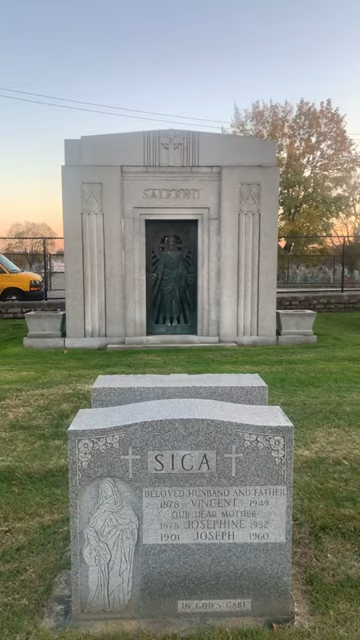 SALERNO
SICA
BELOVED HUSBAND AND FATHER
1878 VINCENT 1949
OUR DEAR MOTHER
1878 JOSEPHINE 1952
1901 JOSEPH 1960
IN GOD'S CARE